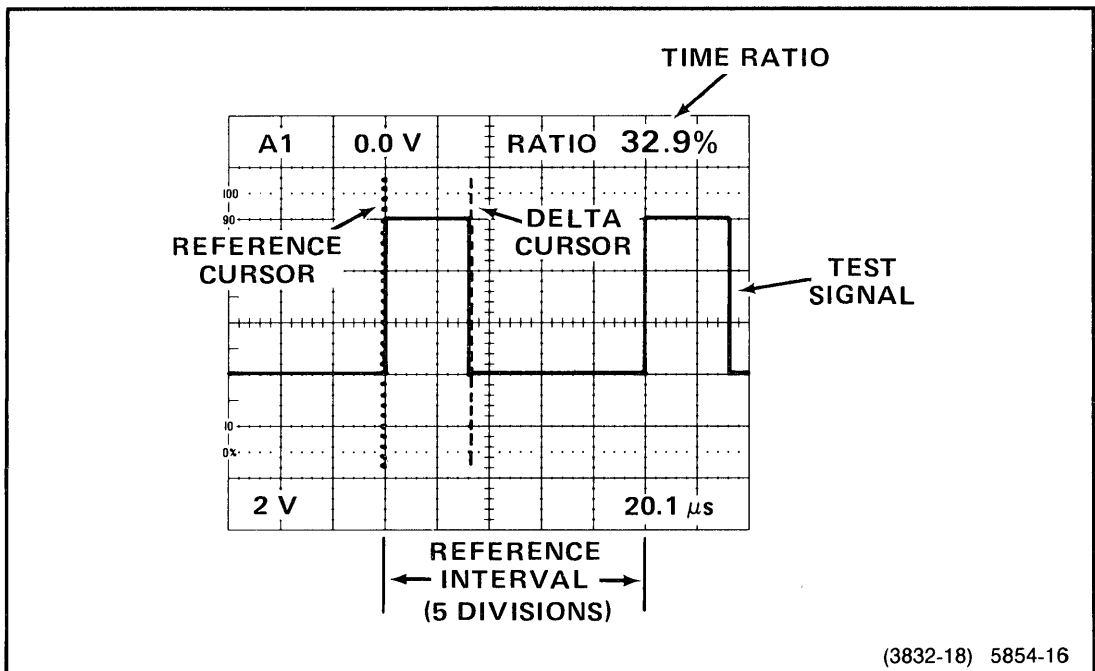 TIME RATIO
A1 0.0 V RATIO 32.9%
100
90
REFERENCE
CURSOR
DELTA
CURSOR
TEST
SIGNAL
10
0%
2 V 20.1 μs
REFERENCE
INTERVAL
(5 DIVISIONS)
(3832-18) 5854-16